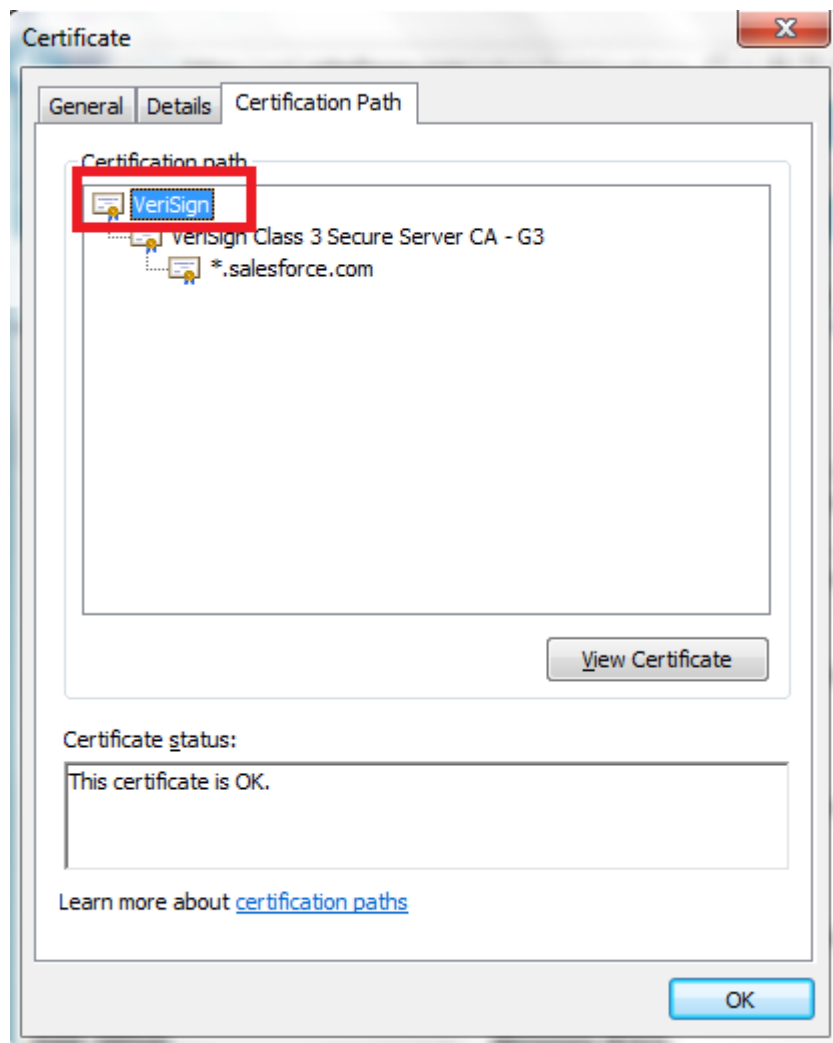 Certificate
General Details Certification Path
Certification path
VeriSign
VeriSign Class 3 Secure Server CA - G3
*.salesforce.com
View Certificate
Certificate status:
This certificate is OK.
Learn more about certification paths
OK